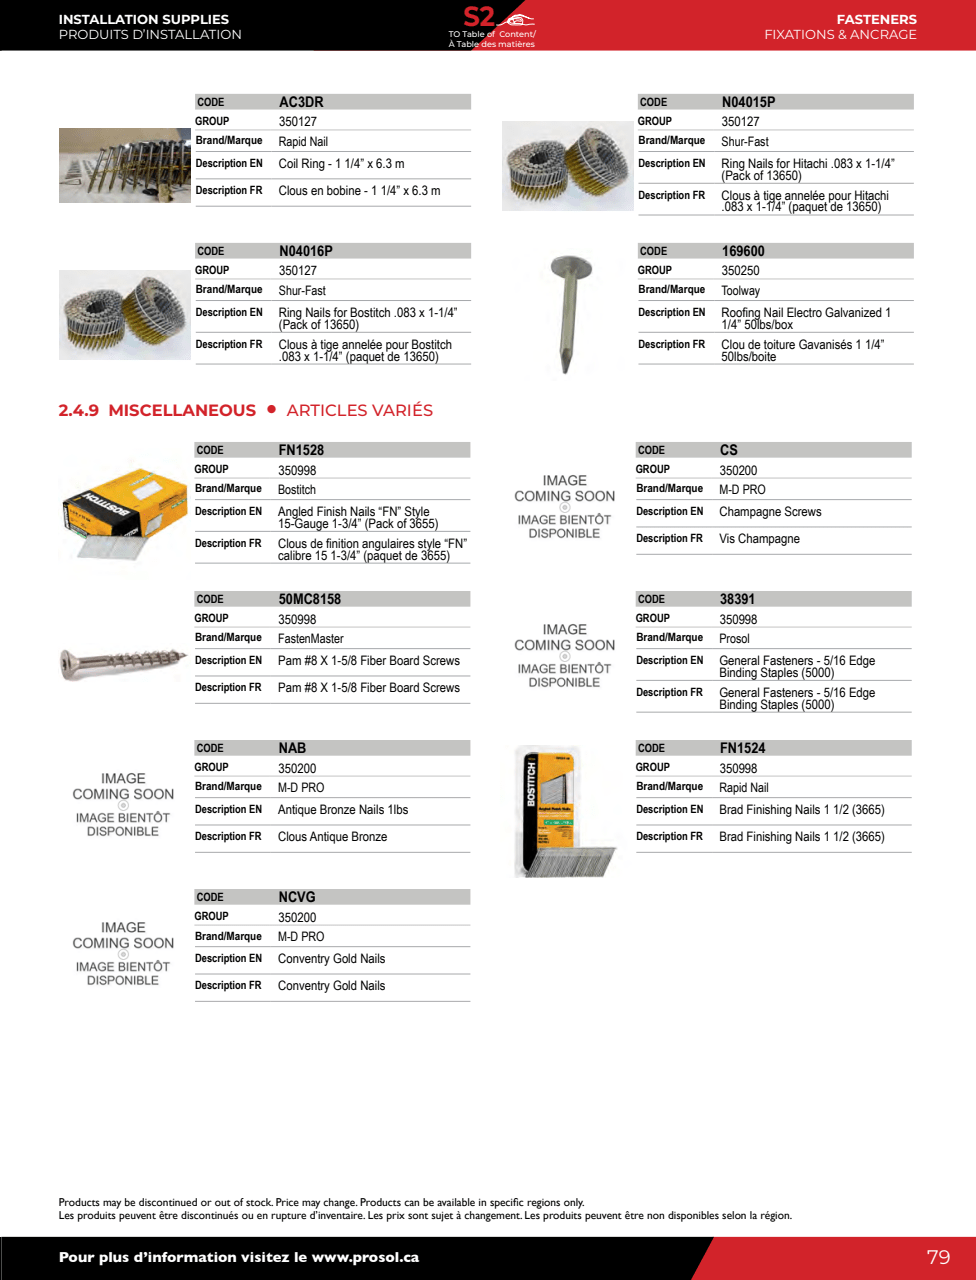 INSTALLATION SUPPLIES
PRODUITS D'INSTALLATION
S2
TO Table of Content/
À Table des matières
FASTENERS
FIXATIONS & ANCRAGE
CODE AC3DR
GROUP 350127
Brand/Marque Rapid Nail
Description EN Coil Ring - 1 1/4” x 6.3 m
Description FR Clous en bobine - 1 1/4” x 6.3 m
CODE N04015P
GROUP 350127
Brand/Marque Shur-Fast
Description EN Ring Nails for Hitachi .083 x 1-1/4”
(Pack of 13650)
Description FR Clous à tige annelée pour Hitachi
.083 x 1-1/4” (paquet de 13650)
CODE N04016P
GROUP 350127
Brand/Marque Shur-Fast
Description EN Ring Nails for Bostitch .083 x 1-1/4”
(Pack of 13650)
Description FR Clous à tige annelée pour Bostitch
.083 x 1-1/4” (paquet de 13650)
CODE 169600
GROUP 350250
Brand/Marque Toolway
Description EN Roofing Nail Electro Galvanized 1
1/4” 50lbs/box
Description FR Clou de toiture Gavanisés 1 1/4”
50lbs/boite
2.4.9 MISCELLANEOUS • ARTICLES VARIÉS
BOSTITCH
CODE FN1528
GROUP 350998
Brand/Marque Bostitch
Description EN Angled Finish Nails “FN” Style
15-Gauge 1-3/4” (Pack of 3655)
Description FR Clous de finition angulaires style “FN”
calibre 15 1-3/4” (paquet de 3655)
IMAGE
COMING SOON
IMAGE BIENTÔT
DISPONIBLE
CODE CS
GROUP 350200
Brand/Marque M-D PRO
Description EN Champagne Screws
Description FR Vis Champagne
CODE 50MC8158
GROUP 350998
Brand/Marque FastenMaster
Description EN Pam #8 X 1-5/8 Fiber Board Screws
Description FR Pam #8 X 1-5/8 Fiber Board Screws
IMAGE
COMING SOON
IMAGE BIENTÔT
DISPONIBLE
CODE 38391
GROUP 350998
Brand/Marque Prosol
Description EN General Fasteners - 5/16 Edge
Binding Staples (5000)
Description FR General Fasteners - 5/16 Edge
Binding Staples (5000)
IMAGE
COMING SOON
IMAGE BIENTÔT
DISPONIBLE
CODE NAB
GROUP 350200
Brand/Marque M-D PRO
Description EN Antique Bronze Nails 1lbs
Description FR Clous Antique Bronze
BOSTITCH
CODE FN1524
GROUP 350998
Brand/Marque Rapid Nail
Description EN Brad Finishing Nails 1 1/2 (3665)
Description FR Brad Finishing Nails 1 1/2 (3665)
IMAGE
COMING SOON
IMAGE BIENTÔT
DISPONIBLE
CODE NCVG
GROUP 350200
Brand/Marque M-D PRO
Description EN Conventry Gold Nails
Description FR Conventry Gold Nails
Products may be discontinued or out of stock. Price may change. Products can be available in specific regions only.
Les produits peuvent être discontinués ou en rupture d'inventaire. Les prix sont sujet à changement. Les produits peuvent être non disponibles selon la région.
Pour plus d'information visitez le www.prosol.ca
79